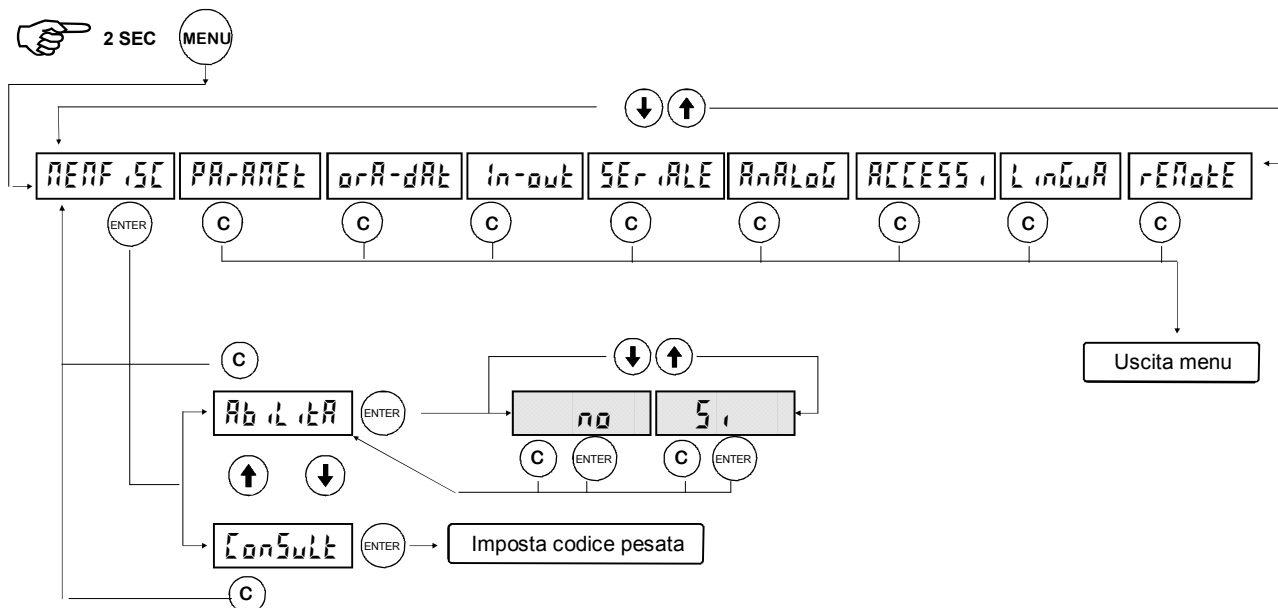 2 SEC MENU
MEMFiSC PArAMEt orA-dAt In-out SEriALE AnALoG ACCESSi LinGuA rEMotE
ENTER C C C C C C C C
C
Uscita menu
AbiLitA ENTER
no Si
C ENTER C ENTER
ConSuLt ENTER Imposta codice pesata
C